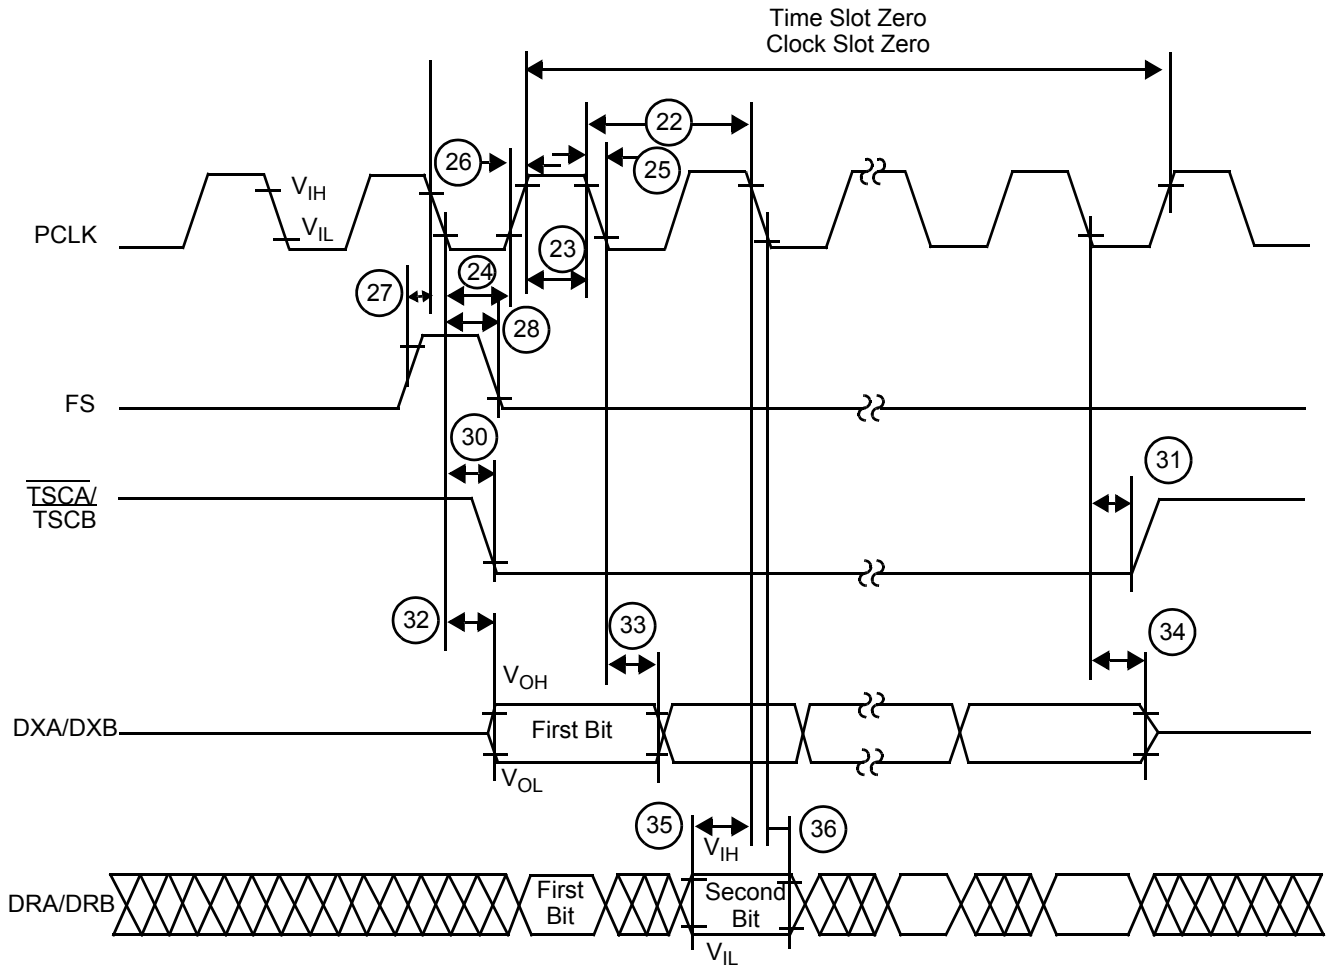 Time Slot Zero
Clock Slot Zero
22
26
25
VIH
VIL
PCLK
23
24
27
28
FS
30
31
TSCA/
TSCB
32
33
34
VOH
DXA/DXB
First Bit
VOL
35
36
VIH
DRA/DRB
First
Bit
Second
Bit
VIL